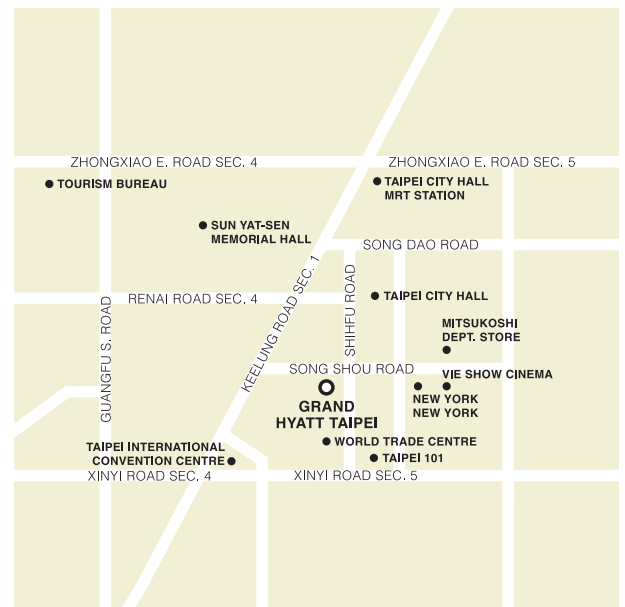 ZHONGXIAO E. ROAD SEC. 4
ZHONGXIAO E. ROAD SEC. 5
TOURISM BUREAU
TAIPEI CITY HALL
MRT STATION
SUN YAT-SEN
MEMORIAL HALL
SONG DAO ROAD
KEELUNG ROAD SEC. 1
SHIHFU ROAD
RENAI ROAD SEC. 4
TAIPEI CITY HALL
GUANGFU S. ROAD
MITSUKOSHI
DEPT. STORE
SONG SHOU ROAD
VIE SHOW CINEMA
NEW YORK
NEW YORK
GRAND
HYATT TAIPEI
WORLD TRADE CENTRE
TAIPEI INTERNATIONAL
CONVENTION CENTRE
TAIPEI 101
XINYI ROAD SEC. 4
XINYI ROAD SEC. 5